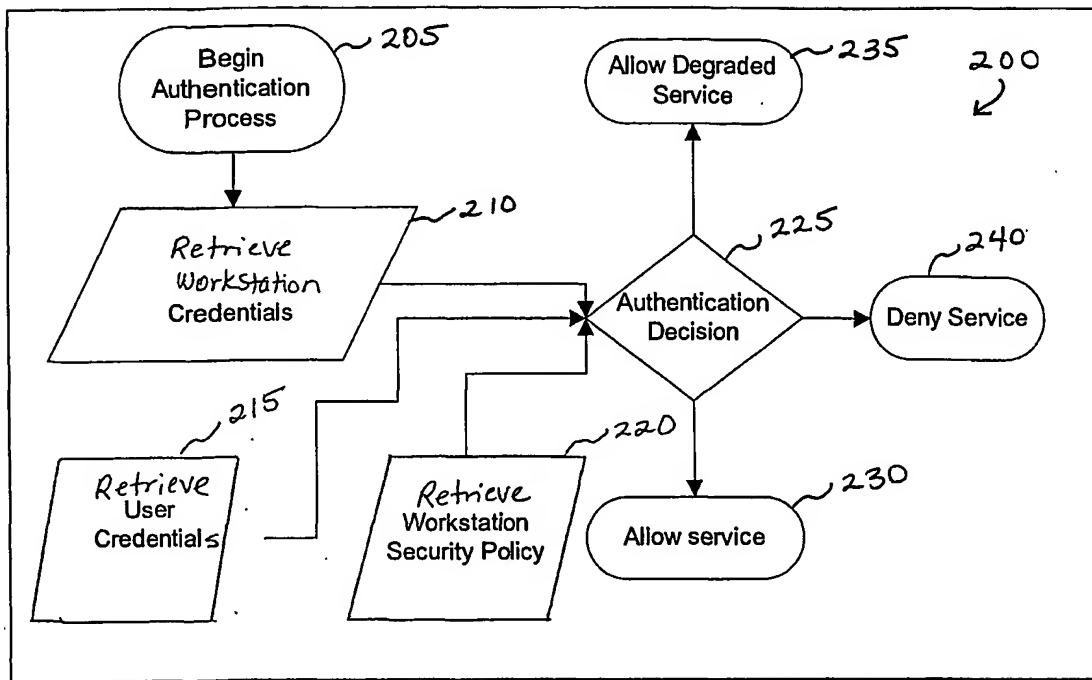 Begin
Authentication
Process
205
Allow Degraded
Service
235
200
Retrieve
Workstation
Credentials
210
Authentication
Decision
225
Deny Service
240
Retrieve
User
Credentials
215
Retrieve
Workstation
Security Policy
220
Allow service
230